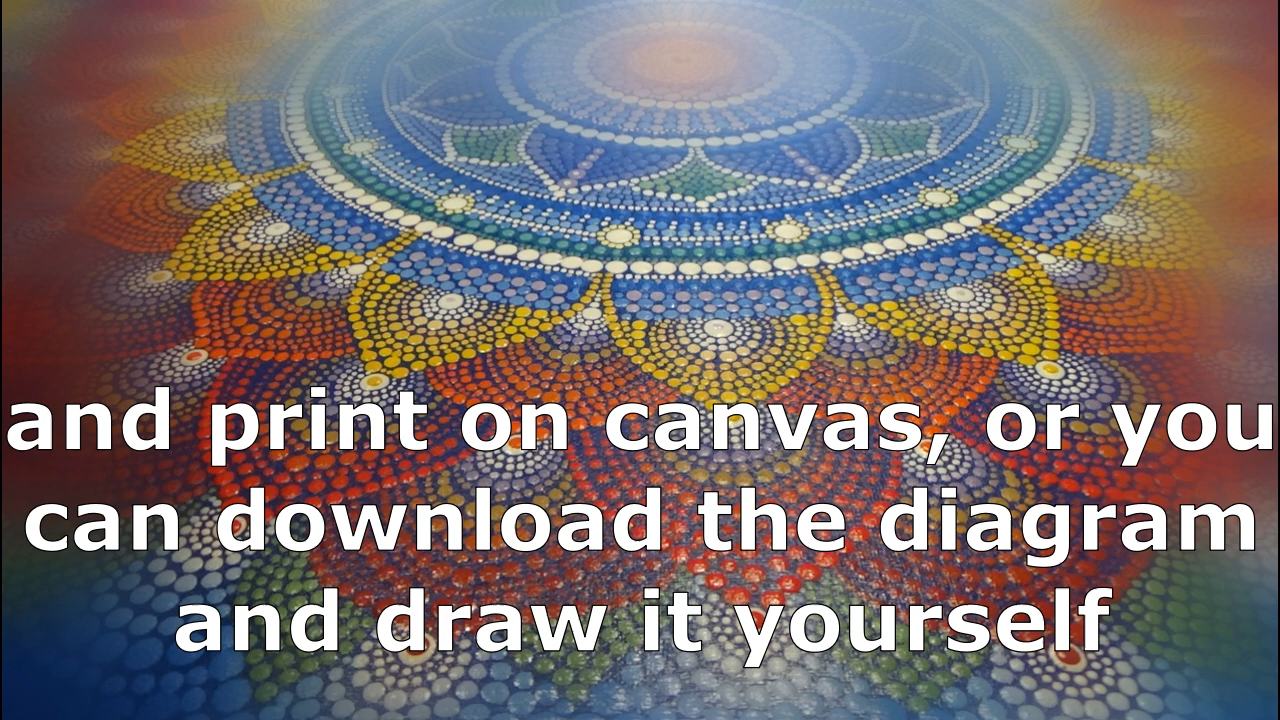 and print on canvas, or you
can download the diagram
and draw it yourself